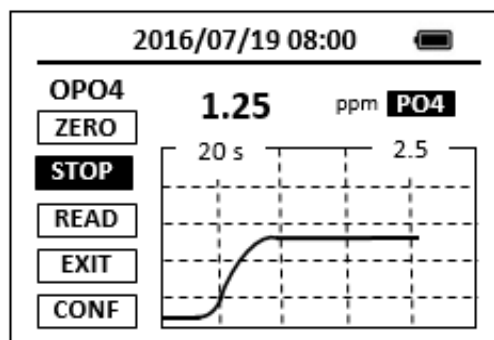 2016/07/19 08:00
OPO4
1.25 ppm PO4
ZERO
20 s 2.5
STOP
READ
EXIT
CONF